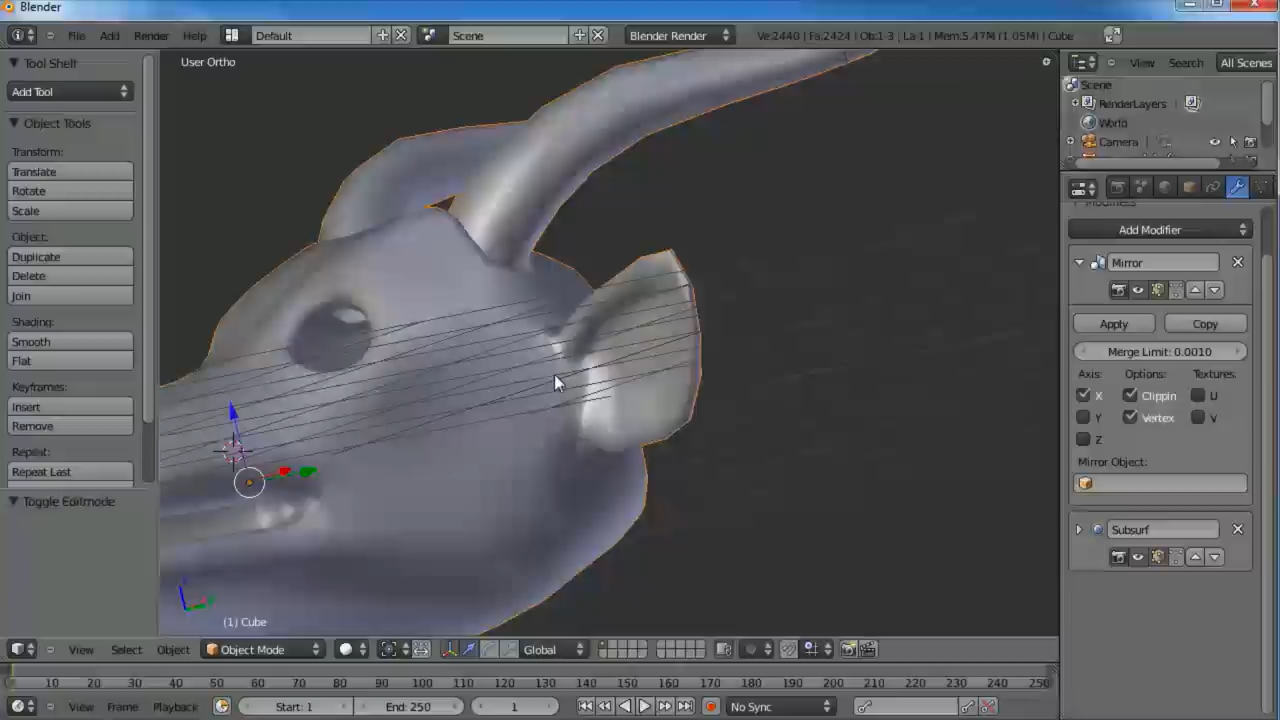 Blender
File Add Render Help Default Scene Blender Render Ve:2440 | Fa:2424 | Ob:1-3 | La:1 | Mem:5.47M (1.05M) | Cube
Tool Shelf
Add Tool
Object Tools
Transform:
Translate
Rotate
Scale
Object:
Duplicate
Delete
Join
Shading:
Smooth
Flat
Keyframes:
Insert
Remove
Repeat:
Repeat Last
Toggle Editmode
User Ortho
(1) Cube
View Search All Scenes
Scene
RenderLayers
World
Camera
Add Modifier
Mirror
Apply Copy
Merge Limit: 0.0010
Axis: Options: Textures:
X Clippin U
Y Vertex V
Z
Mirror Object:
Subsurf
View Select Object Object Mode Global
10 20 30 40 50 60 70 80 90 100 110 120 130 140 150 160 170 180 190 200 210 220 230 240 250
View Frame Playback Start: 1 End: 250 1 No Sync